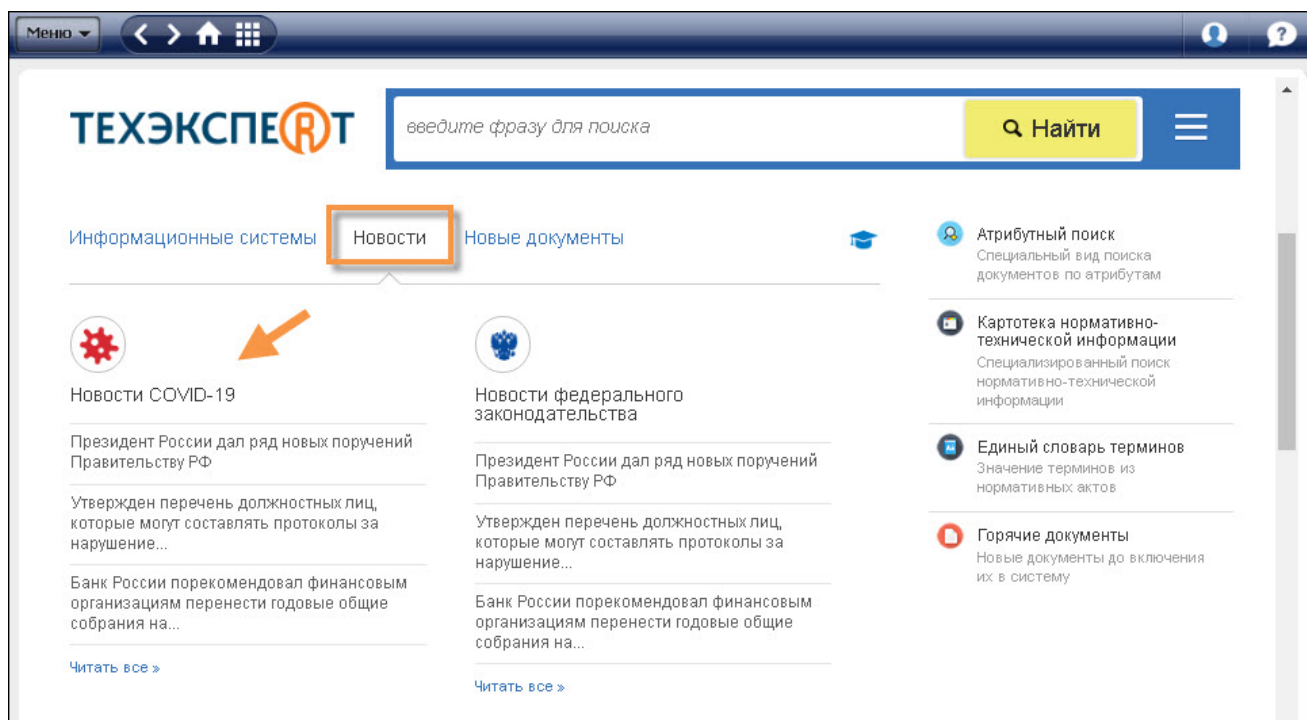 Меню
ТЕХЭКСПЕRТ
введите фразу для поиска
Найти
Информационные системы
Новости
Новые документы
Новости COVID-19
Президент России дал ряд новых поручений
Правительству РФ
Утвержден перечень должностных лиц,
которые могут составлять протоколы за
нарушение...
Банк России порекомендовал финансовым
организациям перенести годовые общие
собрания на...
Читать все »
Новости федерального
законодательства
Президент России дал ряд новых поручений
Правительству РФ
Утвержден перечень должностных лиц,
которые могут составлять протоколы за
нарушение...
Банк России порекомендовал финансовым
организациям перенести годовые общие
собрания на...
Читать все »
Атрибутный поиск
Специальный вид поиска
документов по атрибутам
Картотека нормативно-
технической информации
Специализированный поиск
нормативно-технической
информации
Единый словарь терминов
Значение терминов из
нормативных актов
Горячие документы
Новые документы до включения
их в систему